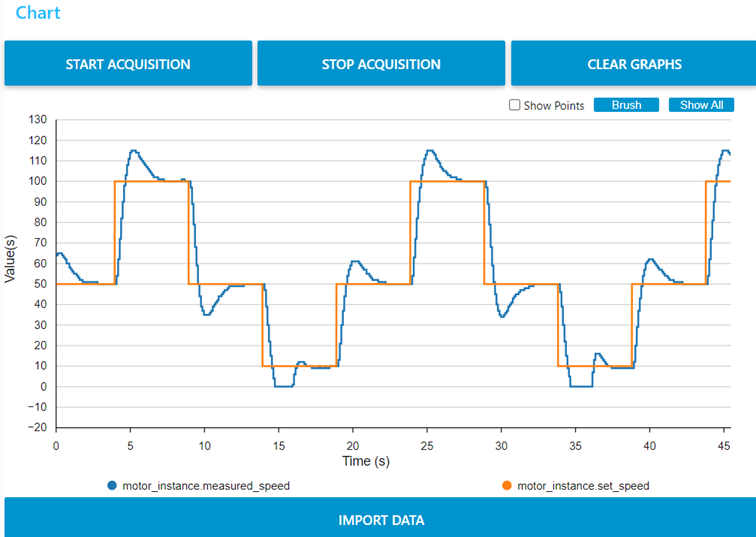 Chart
START ACQUISITION STOP ACQUISITION CLEAR GRAPHS
Show Points Brush Show All
130
120
110
100
90
80
70
60
50
40
30
20
10
0
−10
−20
Value(s)
0 5 10 15 20 25 30 35 40 45
Time (s)
motor_instance.measured_speed motor_instance.set_speed
IMPORT DATA